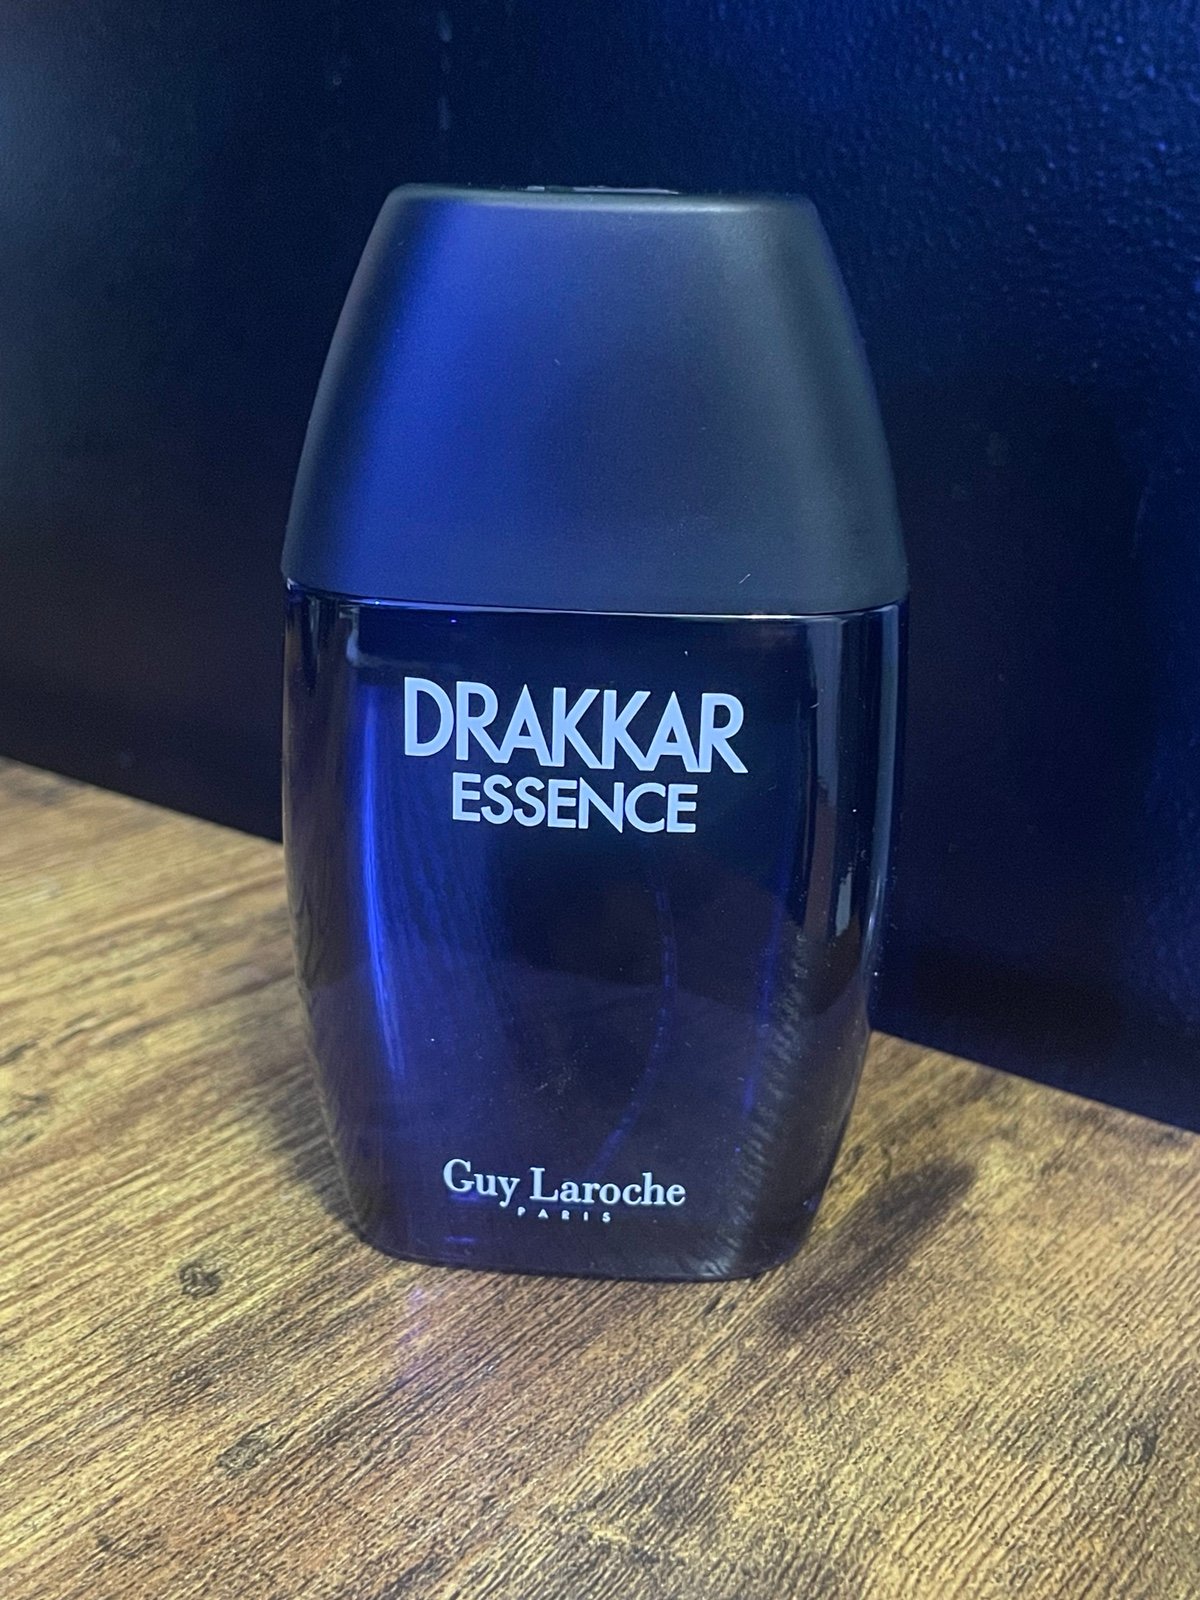 DRAKKAR
ESSENCE
Guy Laroche
PARIS